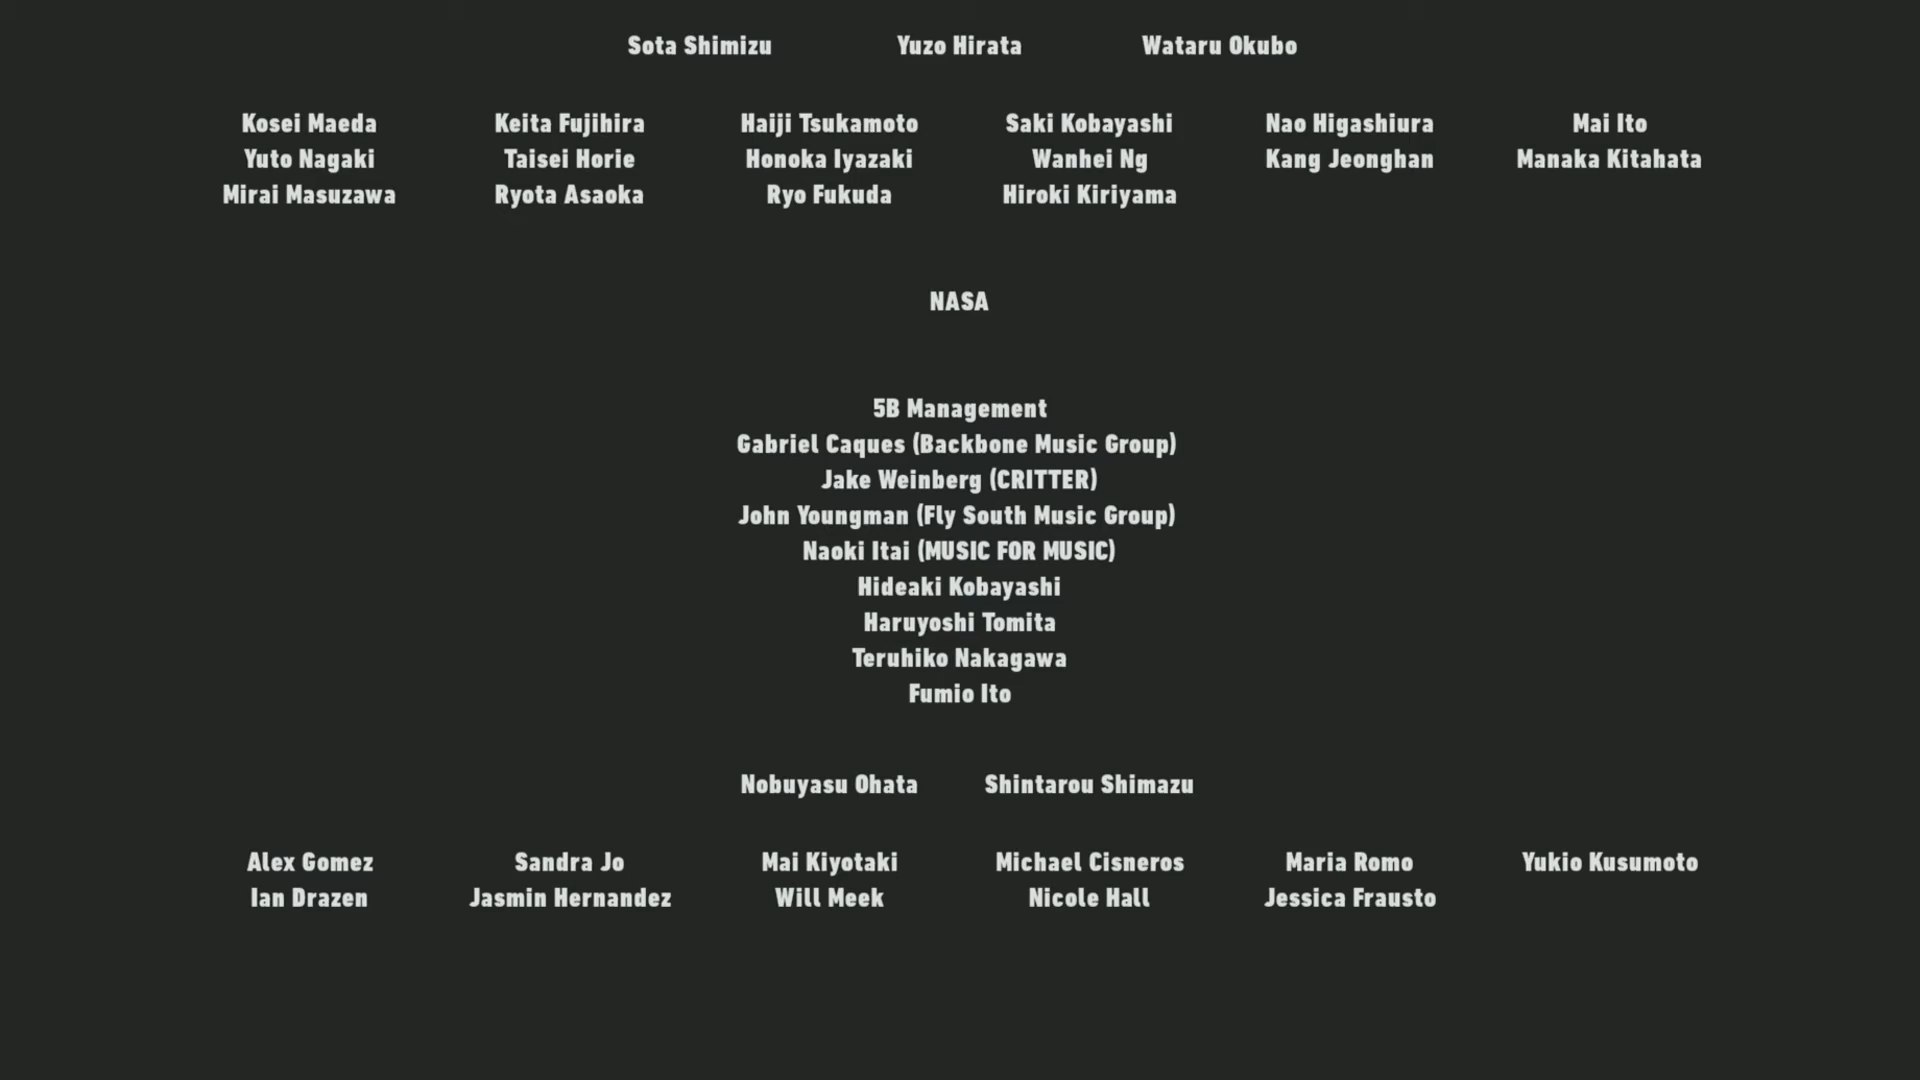 Sota Shimizu Yuzo Hirata Wataru Okubo
Kosei Maeda Keita Fujihira Haiji Tsukamoto Saki Kobayashi Nao Higashiura Mai Ito
Yuto Nagaki Taisei Horie Honoka Iyazaki Wanhei Ng Kang Jeonghan Manaka Kitahata
Mirai Masuzawa Ryota Asaoka Ryo Fukuda Hiroki Kiriyama
NASA
5B Management
Gabriel Caques (Backbone Music Group)
Jake Weinberg (CRITTER)
John Youngman (Fly South Music Group)
Naoki Itai (MUSIC FOR MUSIC)
Hideaki Kobayashi
Haruyoshi Tomita
Teruhiko Nakagawa
Fumio Ito
Nobuyasu Ohata Shintarou Shimazu
Alex Gomez Sandra Jo Mai Kiyotaki Michael Cisneros Maria Romo Yukio Kusumoto
Ian Drazen Jasmin Hernandez Will Meek Nicole Hall Jessica Frausto